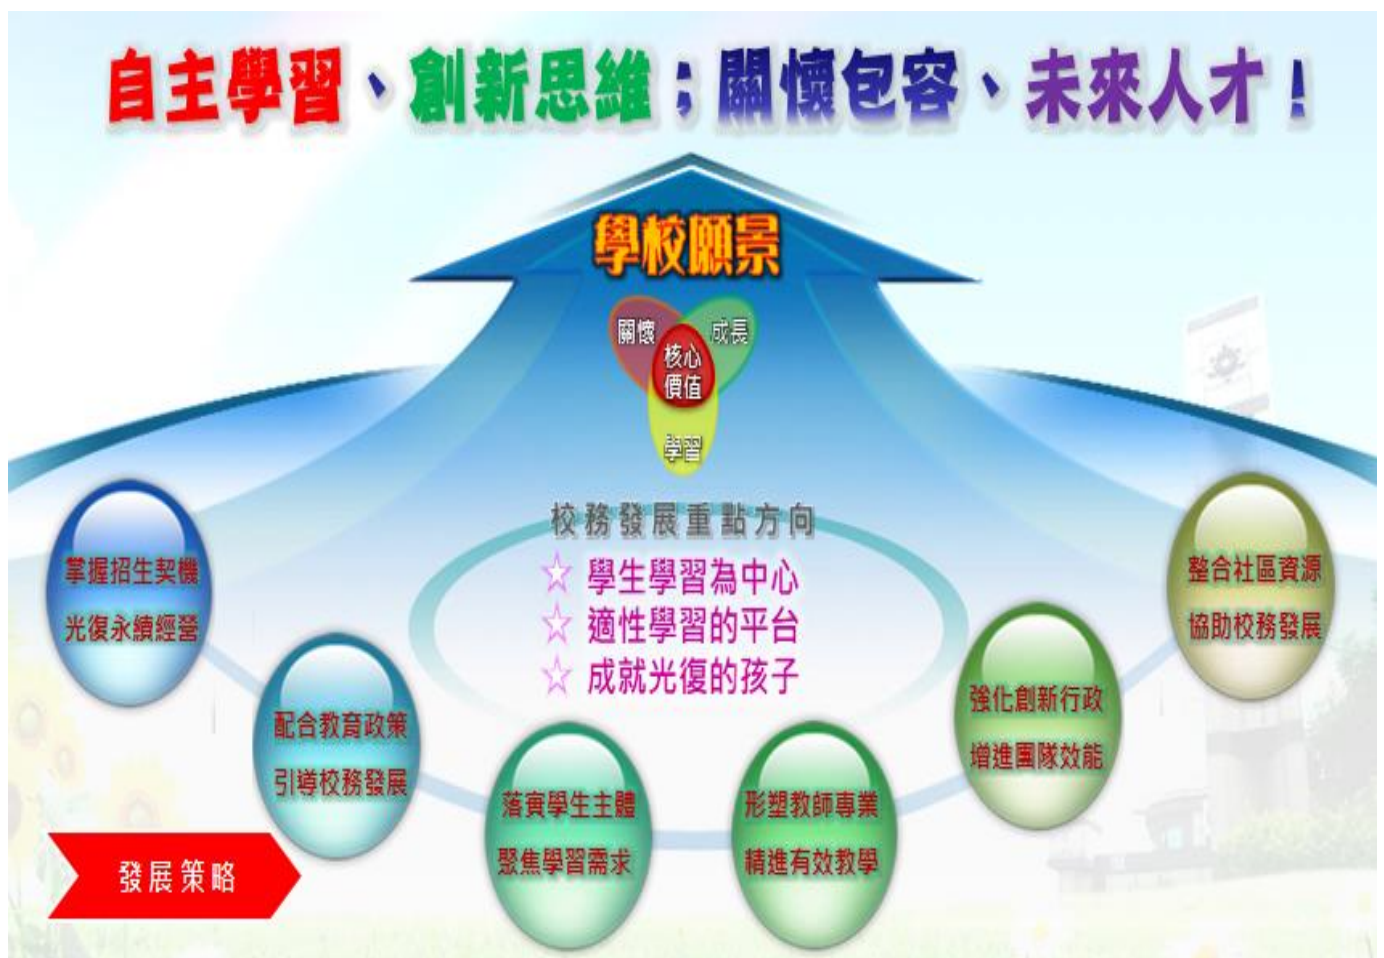 自主學習、創新思維；關懷包容、未來人才！
學校願景
關懷
成長
核心
價值
學習
校務發展重點方向
☆ 學生學習為中心
☆ 適性學習的平台
☆ 成就光復的孩子
掌握招生契機
光復永續經營
配合教育政策
引導校務發展
落實學生主體
聚焦學習需求
形塑教師專業
精進有效教學
強化創新行政
增進團隊效能
整合社區資源
協助校務發展
發展策略